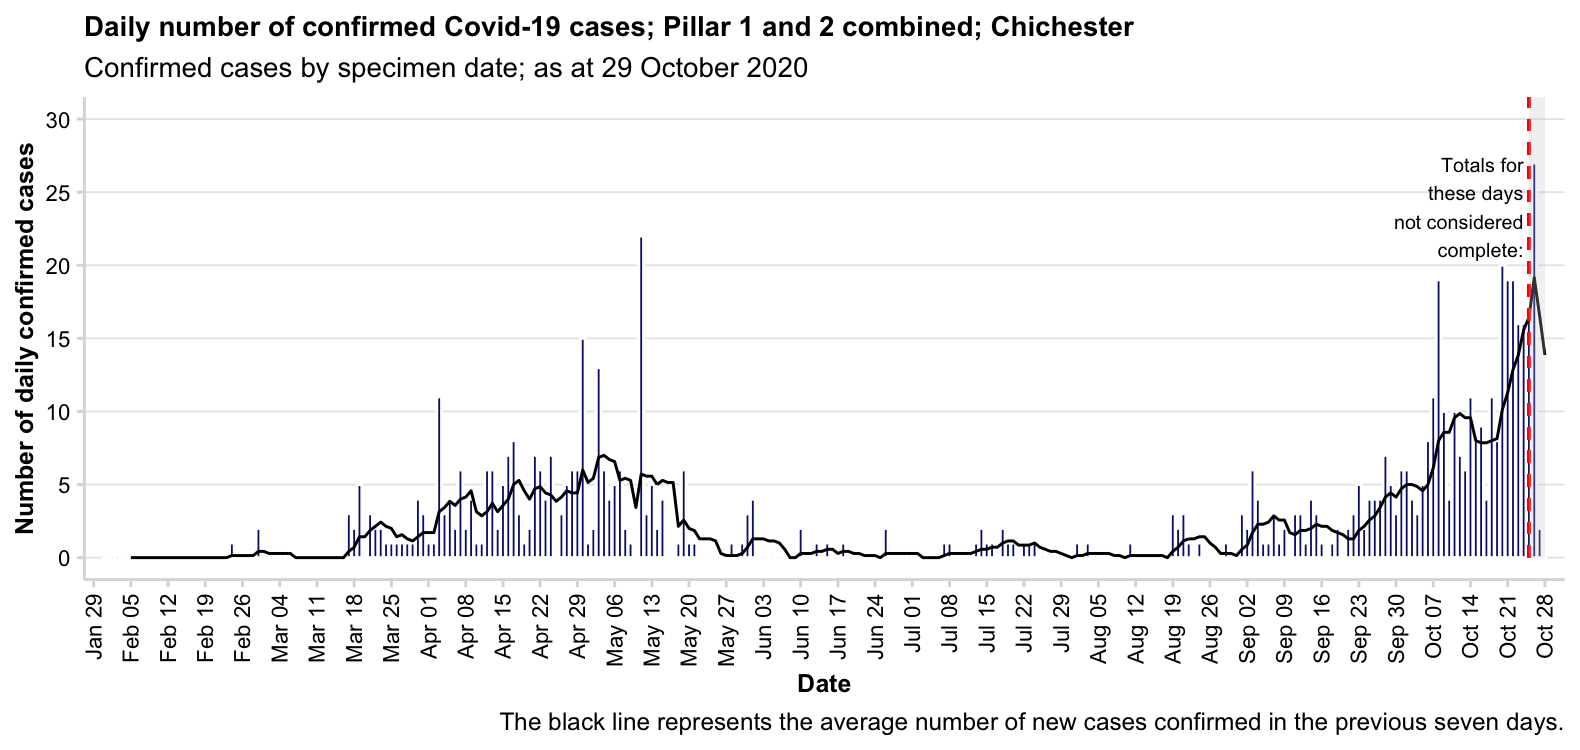 Daily number of confirmed Covid-19 cases; Pillar 1 and 2 combined; Chichester
Confirmed cases by specimen date; as at 29 October 2020
Number of daily confirmed cases
30
25
20
15
10
5
0
Totals for
these days
not considered
complete:
Jan 29
Feb 05
Feb 12
Feb 19
Feb 26
Mar 04
Mar 11
Mar 18
Mar 25
Apr 01
Apr 08
Apr 15
Apr 22
Apr 29
May 06
May 13
May 20
May 27
Jun 03
Jun 10
Jun 17
Jun 24
Jul 01
Jul 08
Jul 15
Jul 22
Jul 29
Aug 05
Aug 12
Aug 19
Aug 26
Sep 02
Sep 09
Sep 16
Sep 23
Sep 30
Oct 07
Oct 14
Oct 21
Oct 28
Date
The black line represents the average number of new cases confirmed in the previous seven days.